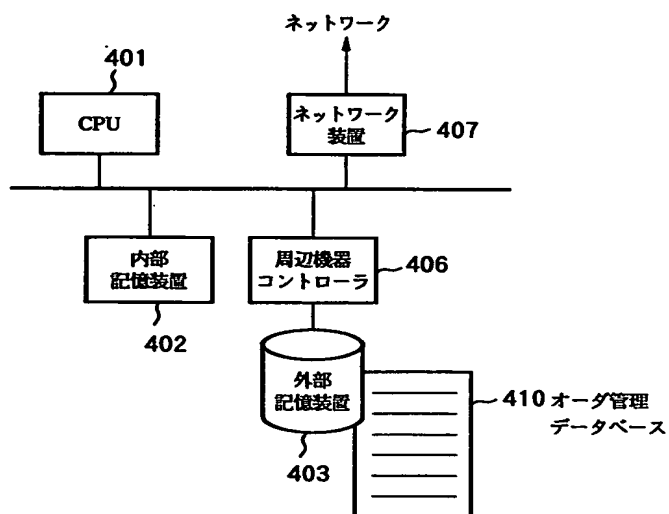 ネットワーク
401
CPU
ネットワーク
装置
407
内部
記憶装置
402
周辺機器
コントローラ
406
外部
記憶装置
403
410 オーダ管理
データベース